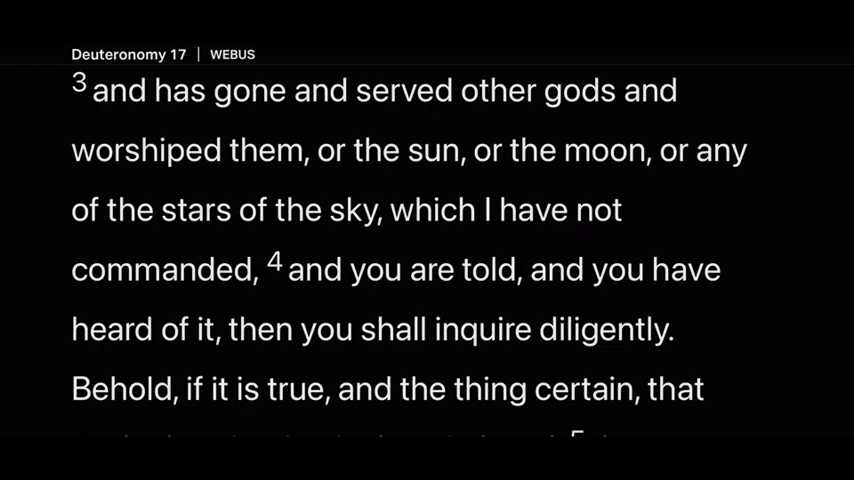 Deuteronomy 17 | WEBUS
3 and has gone and served other gods and
worshiped them, or the sun, or the moon, or any
of the stars of the sky, which I have not
commanded, 4 and you are told, and you have
heard of it, then you shall inquire diligently.
Behold, if it is true, and the thing certain, that
5